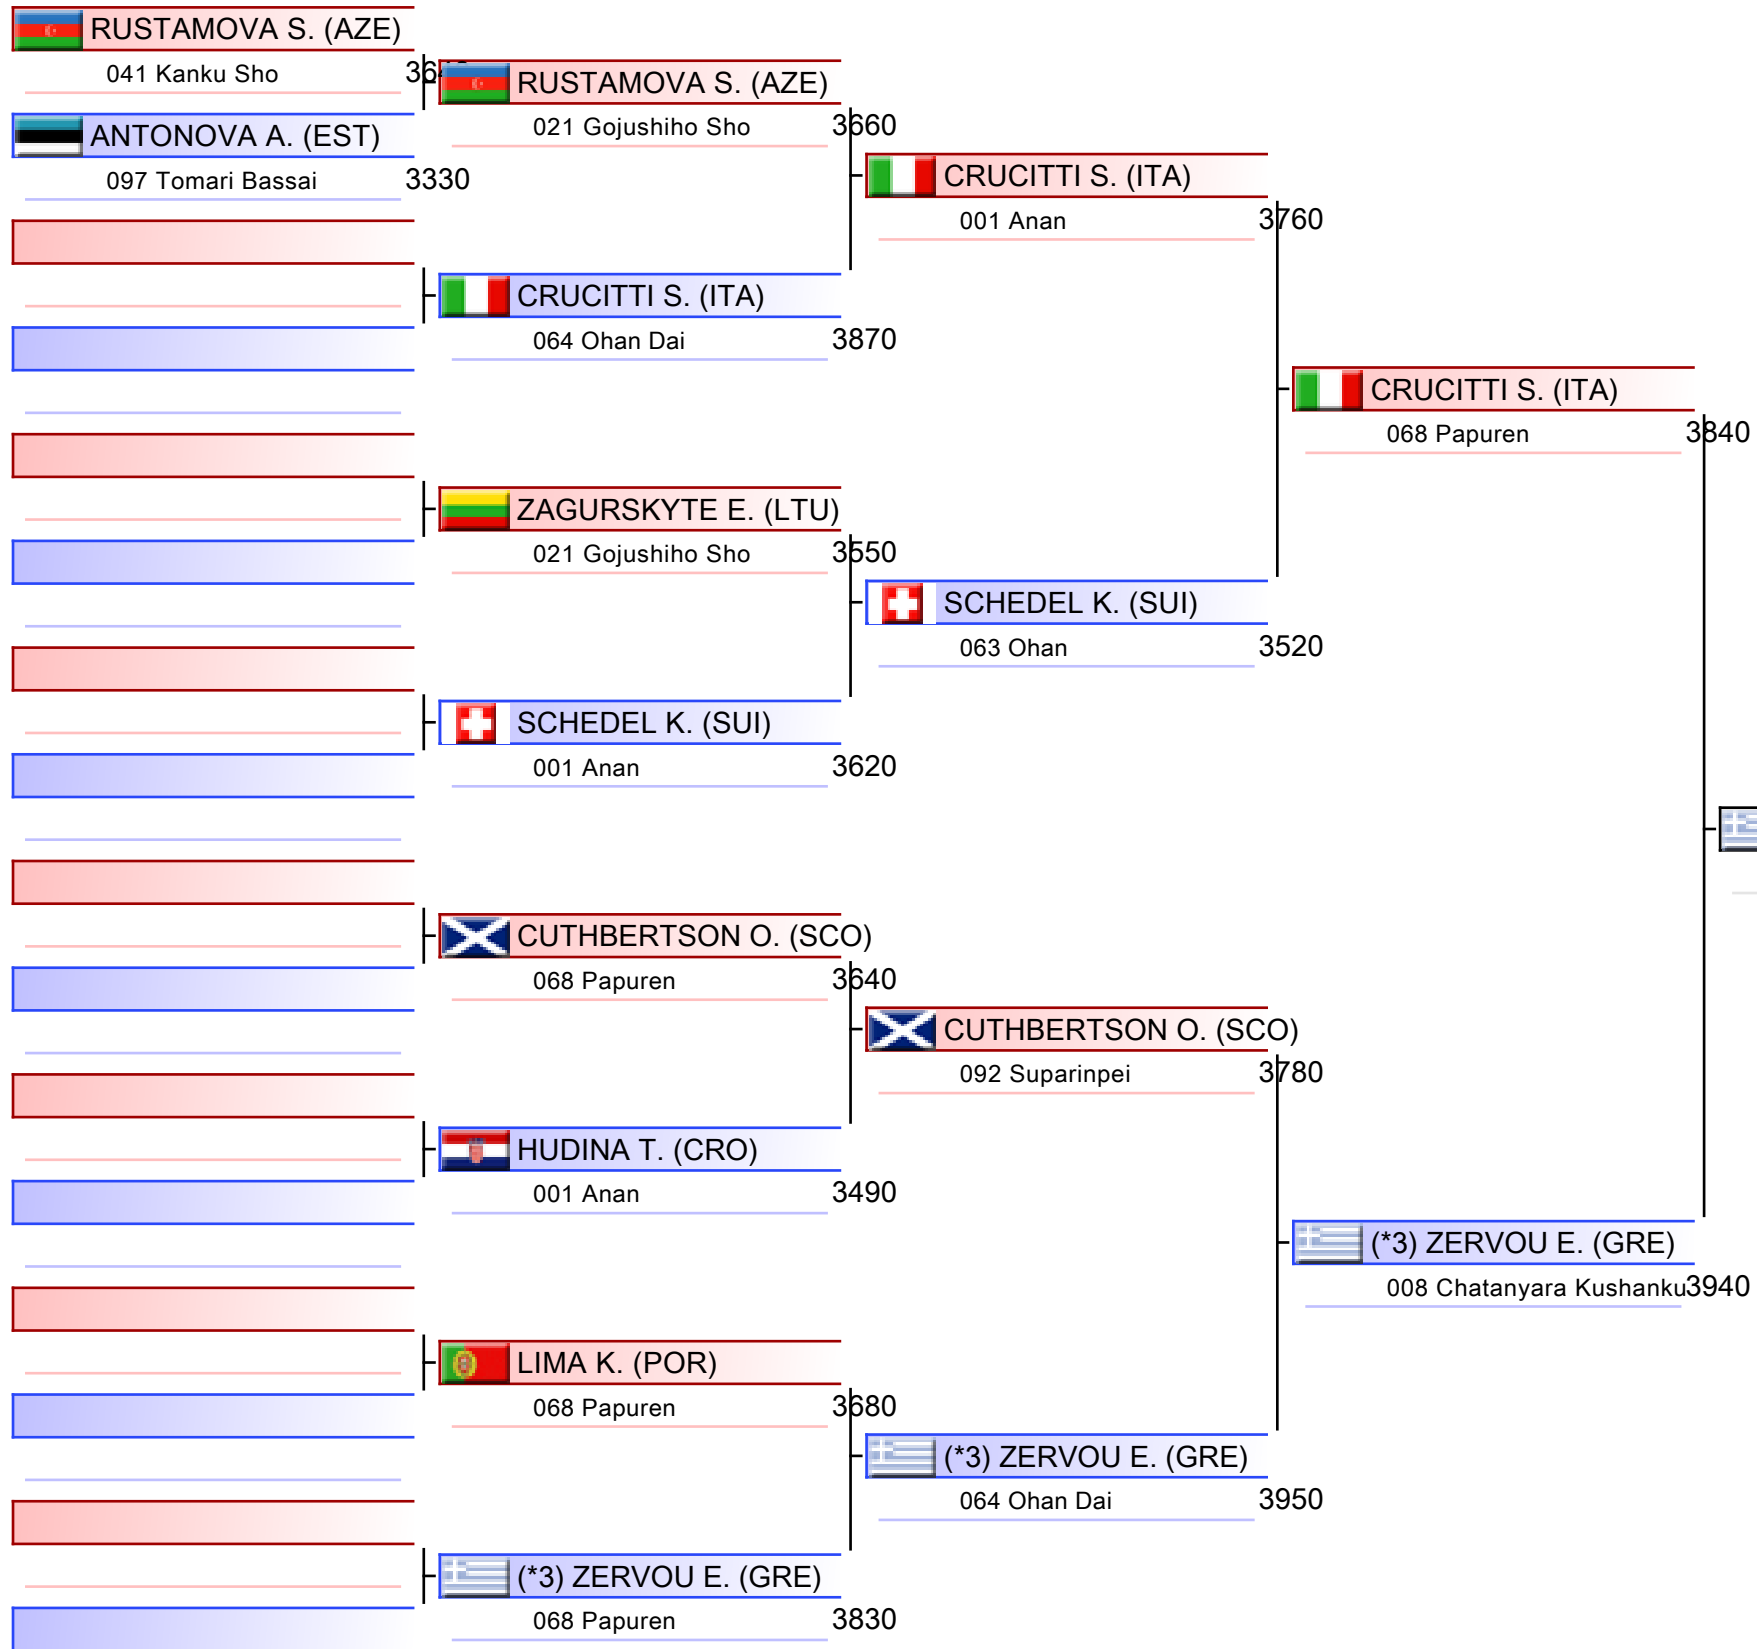 RUSTAMOVA S. (AZE)
041 Kanku Sho
ANTONOVA A. (EST)
097 Tomari Bassai 3330
RUSTAMOVA S. (AZE)
021 Gojushiho Sho 3660
CRUCITTI S. (ITA)
064 Ohan Dai 3870
ZAGURSKYTE E. (LTU)
021 Gojushiho Sho 3550
SCHEDEL K. (SUI)
001 Anan 3620
CUTHBERTSON O. (SCO)
068 Papuren 3640
HUDINA T. (CRO)
001 Anan 3490
LIMA K. (POR)
068 Papuren 3680
(*3) ZERVOU E. (GRE)
068 Papuren 3830
CRUCITTI S. (ITA)
001 Anan 3760
SCHEDEL K. (SUI)
063 Ohan 3520
CUTHBERTSON O. (SCO)
092 Suparinpei 3780
(*3) ZERVOU E. (GRE)
064 Ohan Dai 3950
CRUCITTI S. (ITA)
068 Papuren 3840
(*3) ZERVOU E. (GRE)
008 Chatanyara Kushanku 3940